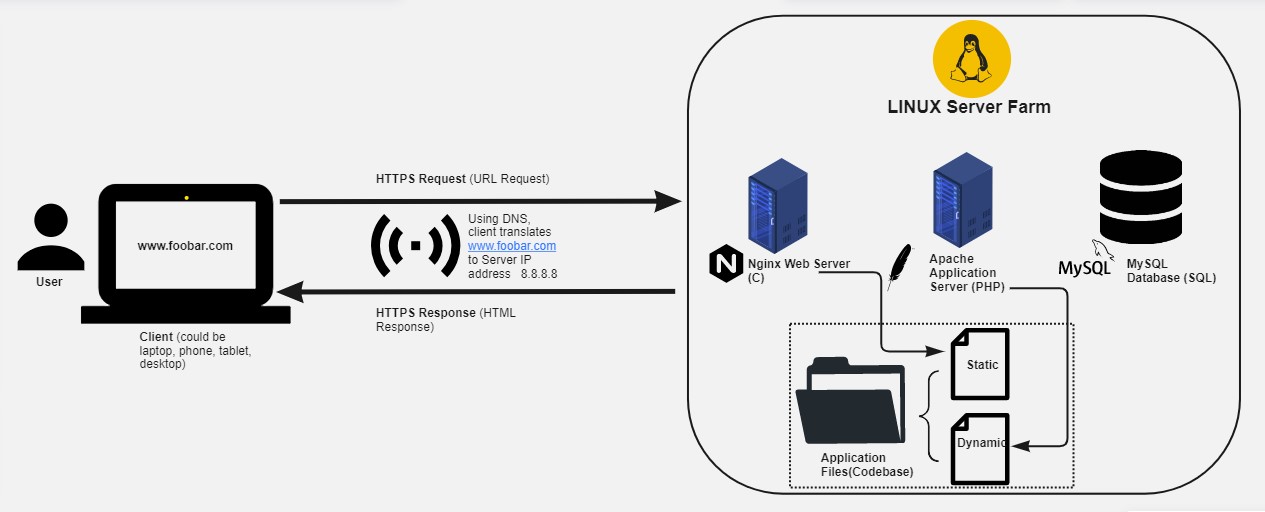 LINUX Server Farm
HTTPS Request (URL Request)
Using DNS,
client translates
www.foobar.com
to Server IP
address 8.8.8.8
HTTPS Response (HTML
Response)
www.foobar.com
User
Client (could be
laptop, phone, tablet,
desktop)
N
Nginx Web Server
(C)
Apache
Application
Server (PHP)
MySQL
MySQL
Database (SQL)
Static
Dynamic
Application
Files(Codebase)